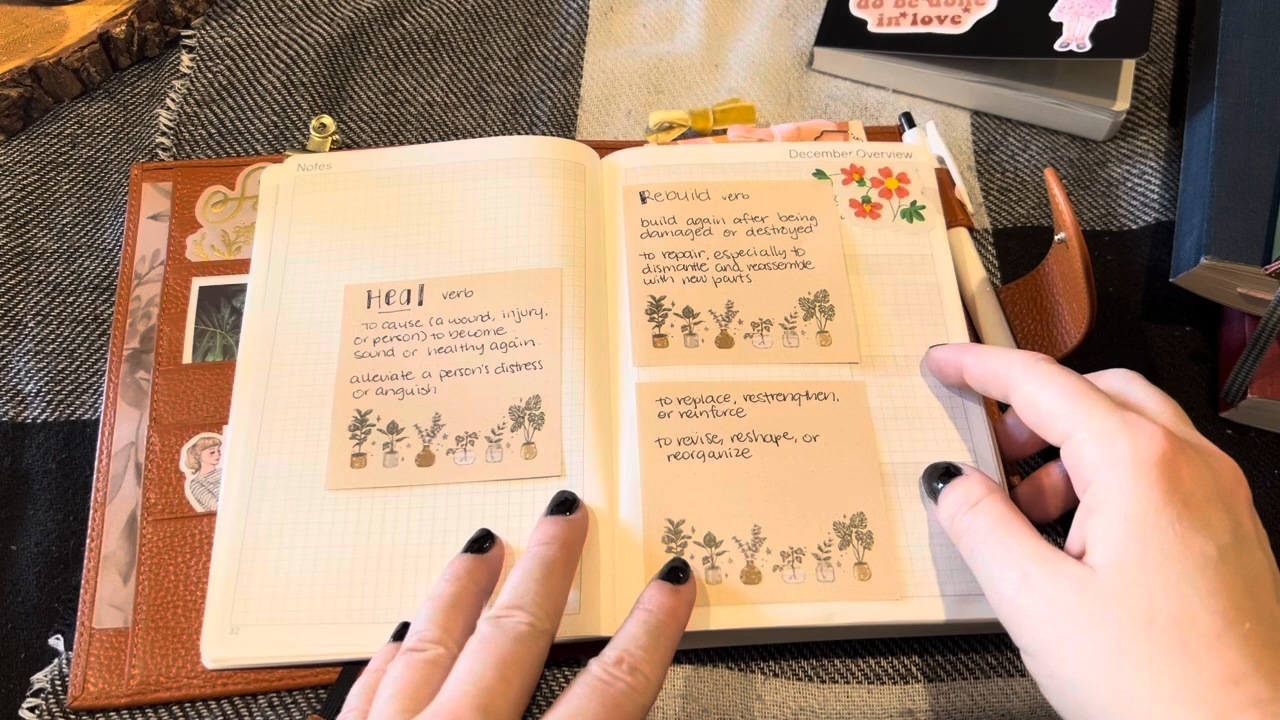 do be done
in love
Notes
December Overview
Heal verb
to cause (a wound, injury,
or person) to become
sound or healthy again.
alleviate a person's distress
or anguish
Rebuild verb
build again after being
damaged or destroyed
to repair, especially to
dismantle and reassemble
with new parts
to replace, restrengthen,
or reinforce
to revise, reshape, or
reorganize
32